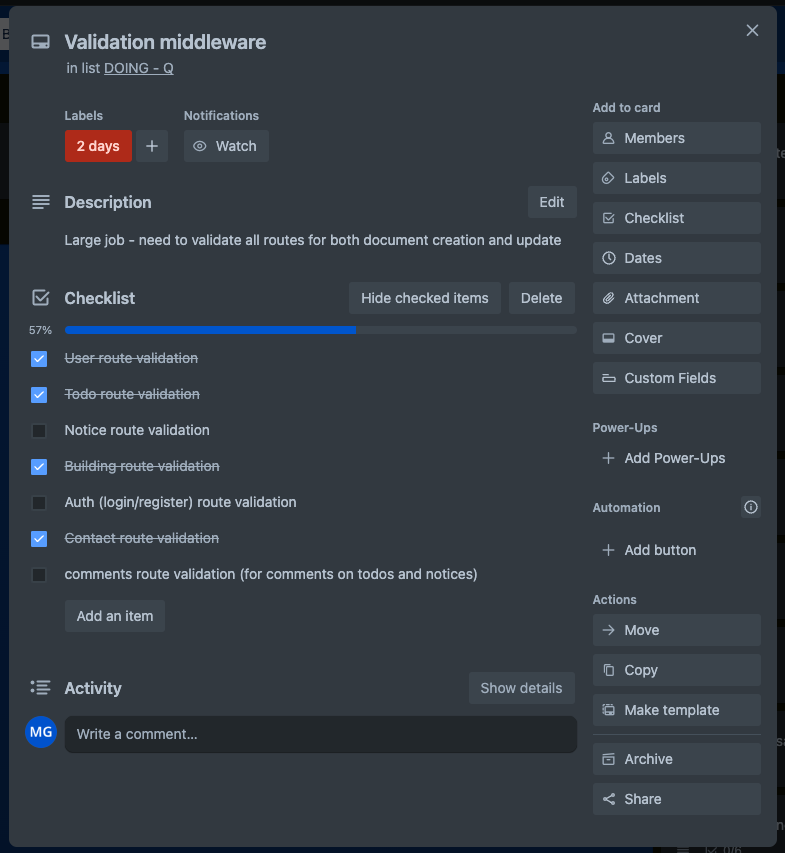 Validation middleware
in list DOING - Q
Labels
Notifications
2 days
Watch
Description
Edit
Large job - need to validate all routes for both document creation and update
Checklist
Hide checked items
Delete
57%
User route validation
Todo route validation
Notice route validation
Building route validation
Auth (login/register) route validation
Contact route validation
comments route validation (for comments on todos and notices)
Add an item
Activity
Show details
MG
Write a comment...
Add to card
Members
Labels
Checklist
Dates
Attachment
Cover
Custom Fields
Power-Ups
Add Power-Ups
Automation
Add button
Actions
Move
Copy
Make template
Archive
Share
0/6